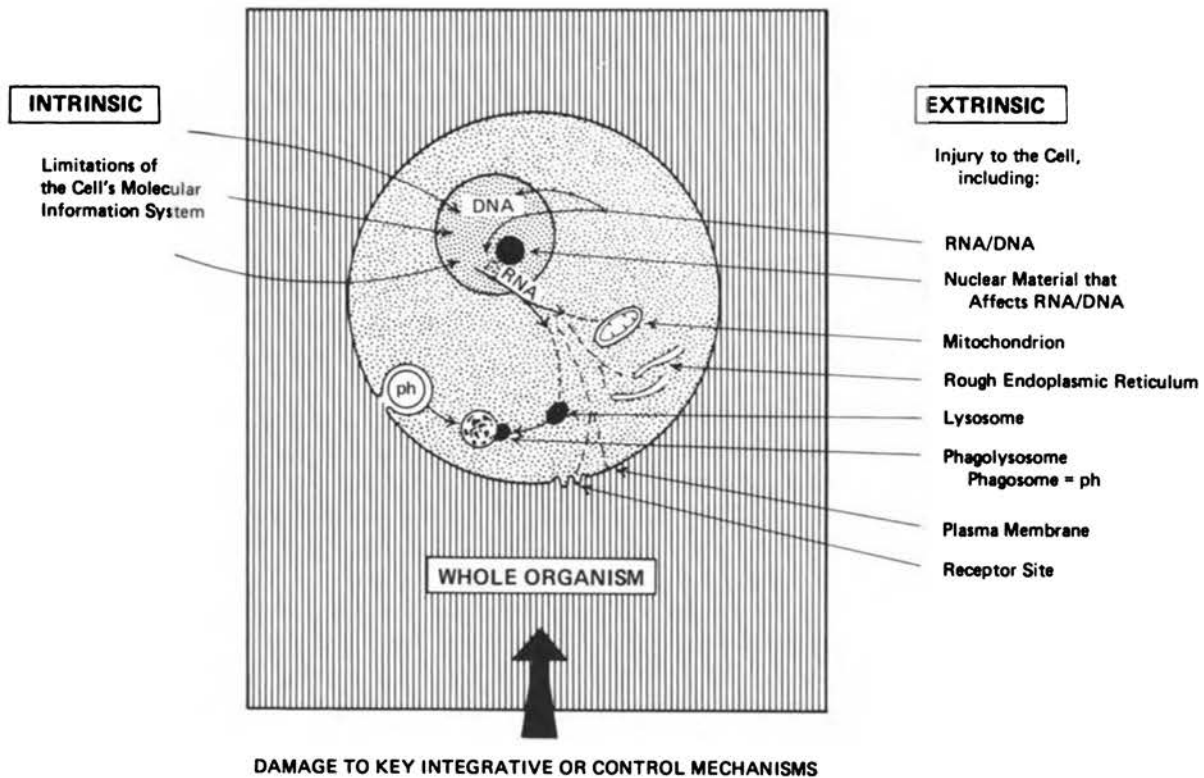 INTRINSIC
Limitations of
the Cell's Molecular
Information System
DNA
RNA
ph
WHOLE ORGANISM
EXTRINSIC
Injury to the Cell,
including:
RNA/DNA
Nuclear Material that
Affects RNA/DNA
Mitochondrion
Rough Endoplasmic Reticulum
Lysosome
Phagolysosome
Phagosome = ph
Plasma Membrane
Receptor Site
DAMAGE TO KEY INTEGRATIVE OR CONTROL MECHANISMS